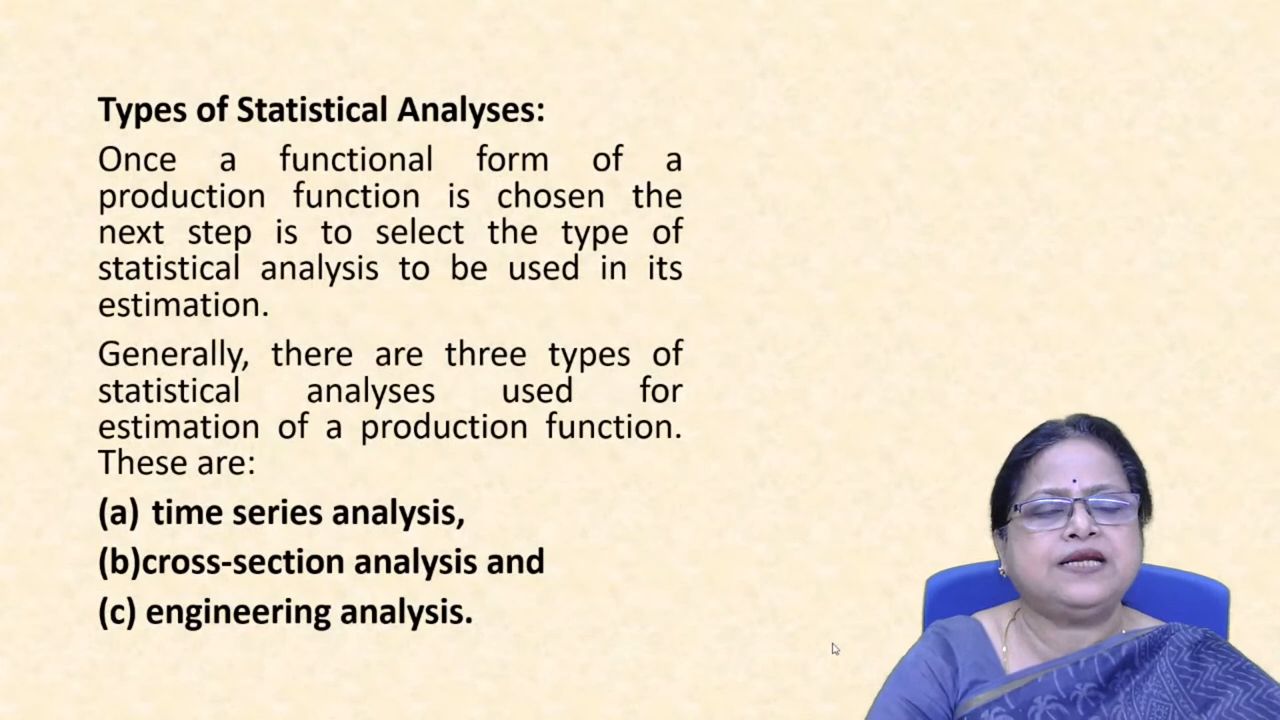 Types of Statistical Analyses:
Once a functional form of a
production function is chosen the
next step is to select the type of
statistical analysis to be used in its
estimation.
Generally, there are three types of
statistical analyses used for
estimation of a production function.
These are:
(a) time series analysis,
(b)cross-section analysis and
(c) engineering analysis.